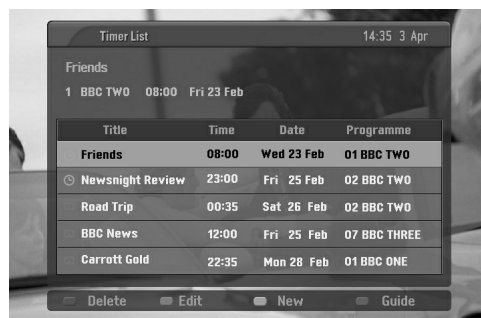 Timer List 14:35 3 Apr
Friends
1 BBC TWO 08:00 Fri 23 Feb
Title Time Date Programme
Friends 08:00 Wed 23 Feb 01 BBC TWO
Newsnight Review 23:00 Fri 25 Feb 02 BBC TWO
Road Trip 00:35 Sat 26 Feb 02 BBC TWO
BBC News 12:00 Fri 25 Feb 07 BBC THREE
Carrott Gold 22:35 Mon 28 Feb 01 BBC ONE
Delete Edit New Guide